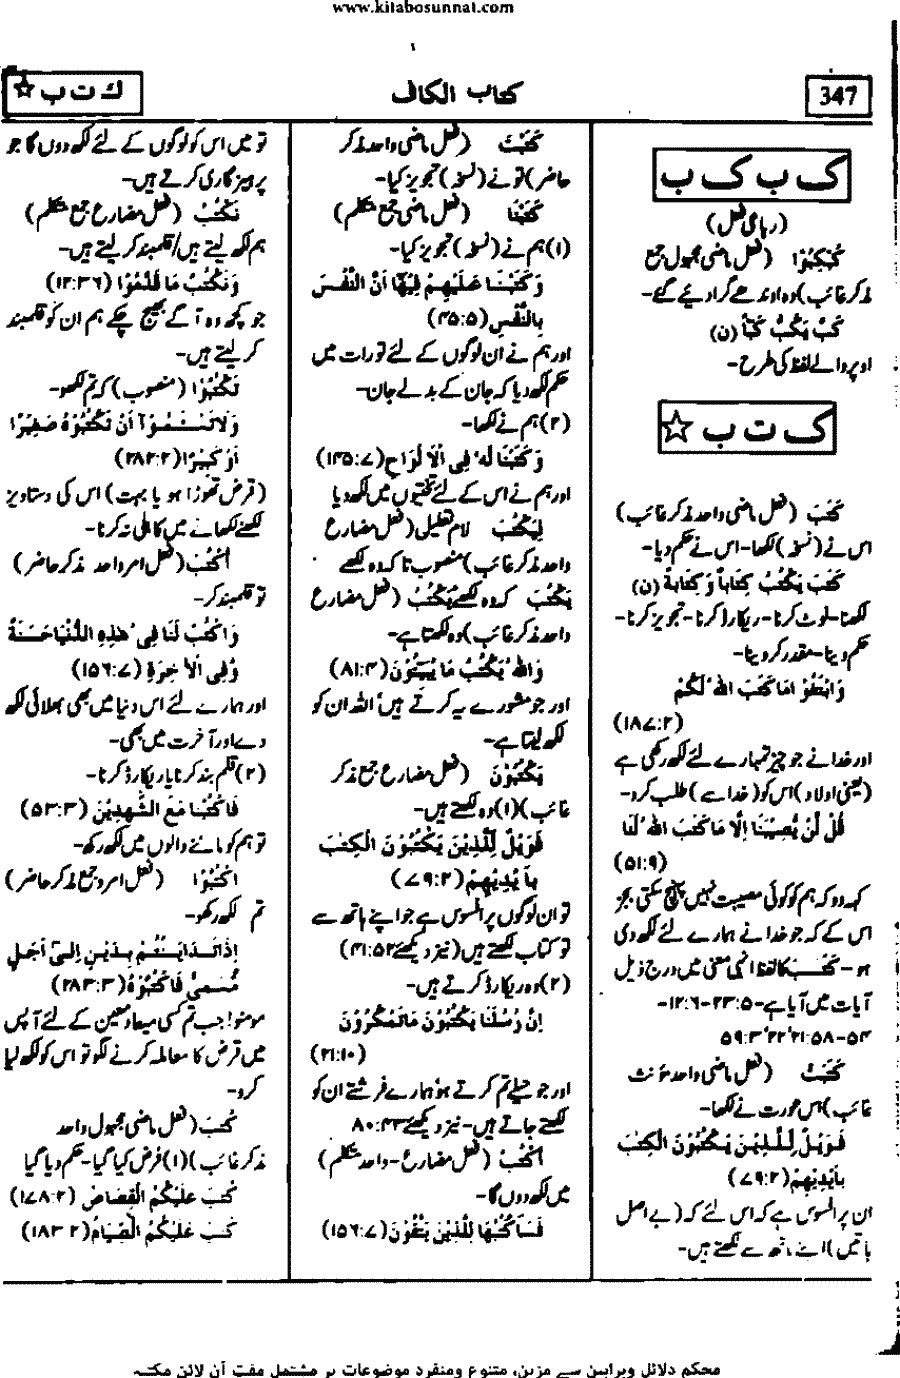 www.kitabosunnat.com
347
کتاب الکاف
ك ت ب ☆
ک ب ک ب
(رباعی فعل)
كُبْكِبُوْا (فعل ماضی مجہول جمع
مذکر غائب) وہ اوندھے گرا دیئے گئے-
كَبَّ يَكُبُّ كَبًّا (ن)
اوپر والے لفظ کی طرح-
ک ت ب ☆
كَتَبَ (فعل ماضی واحد مذکر غائب)
اس نے (نسخہ) لکھا-اس نے حکم دیا-
كَتَبَ يَكْتُبُ كِتَاباً وَ كِتَابَةً (ن)
لکھنا-نوٹ کرنا-ریکارڈ کرنا-تجویز کرنا-
حکم دینا-مقدر کر دینا-
وَ ابْتَغُوْ امَا كَتَبَ اللّٰهُ لَكُمْ
(۱۸۷:۲)
اور خدا نے جو چیز تمہارے لئے لکھ رکھی ہے
(یعنی اولاد) اس کو (خدا سے) طلب کرو-
قُلْ لَنْ يُّصِيْبَنَا اِلَّا مَا كَتَبَ اللّٰهُ لَنَا
(۵۱:۹)
کہہ دو کہ ہم کو کوئی مصیبت نہیں پہنچ سکتی بجز
اس کے کہ جو خدا نے ہمارے لئے لکھ دی
ہو-كَتَبَ کا لفظ انہی معنی میں درج ذیل
آیات میں آیا ہے-۲۳:۵-۱۲:۶-
۵۴-۲۱:۵۸'۲۲'۵۹:۳
كَتَبَتْ (فعل ماضی واحد مؤنث
غائب) اس عورت نے لکھا-
فَوَيْلٌ لِلَّذِيْنَ يَكْتُبُوْنَ الْكِتٰبَ
بِاَيْدِيْهِمْ (۷۹:۲)
ان پر افسوس ہے کہ اس لئے کہ (بے اصل
باتیں) اپنے ہاتھ سے لکھتے ہیں-
كَتَبْتَ (فعل ماضی واحد مذکر
حاضر) تو نے (نسخہ) تجویز کیا-
كَتَبْنَا (فعل ماضی جمع متکلم)
(۱) ہم نے (نسخہ) تجویز کیا-
وَ كَتَبْنَا عَلَيْهِمْ فِيْهَآ اَنَّ النَّفْسَ
بِالنَّفْسِ (۴۵:۵)
اور ہم نے ان لوگوں کے لئے تورات میں
حکم لکھ دیا کہ جان کے بدلے جان-
(۲) ہم نے لکھا-
وَ كَتَبْنَا لَهٗ فِى الْاَلْوَاحِ (۱۴۵:۷)
اور ہم نے اس کے لئے تختیوں میں لکھ دیا
لِيَكْتُبَ لام تعلیل (فعل مضارع
واحد مذکر غائب) منصوب تاکہ وہ لکھے
يَكْتُبَ کہ وہ لکھے يَكْتُبُ (فعل مضارع
واحد مذکر غائب) وہ لکھتا ہے-
وَاللّٰهُ يَكْتُبُ مَا يُبَيِّتُوْنَ (۸۱:۴)
اور جو مشورے یہ کرتے ہیں' اللہ ان کو
لکھ لیتا ہے-
يَكْتُبُوْنَ (فعل مضارع جمع مذکر
غائب) (۱) وہ لکھتے ہیں-
فَوَيْلٌ لِّلَّذِيْنَ يَكْتُبُوْنَ الْكِتٰبَ
بِاَيْدِيْهِمْ (۷۹:۲)
تو ان لوگوں پر افسوس ہے جو اپنے ہاتھ سے
تو کتاب لکھتے ہیں (نیز دیکھئے ۴۱:۵۲)
(۲) وہ ریکارڈ کرتے ہیں-
اِنَّ رُسُلَنَا يَكْتُبُوْنَ مَاتَمْكُرُوْنَ
(۲۱:۱۰)
اور جو حیلے تم کرتے ہو' ہمارے فرشتے ان کو
لکھتے جاتے ہیں-نیز دیکھئے ۸۰:۴۳
اَكْتُبُ (فعل مضارع-واحد متکلم)
میں لکھ دوں گا-
فَسَاَكْتُبُهَا لِلَّذِيْنَ يَتَّقُوْنَ (۱۵۶:۷)
تو میں اس کو لوگوں کے لئے لکھ دوں گا جو
پرہیزگاری کرتے ہیں-
نَكْتُبُ (فعل مضارع جمع متکلم)
ہم لکھ لیتے ہیں/قلمبند کر لیتے ہیں-
وَنَكْتُبُ مَا قَدَّمُوْا (۱۲:۳۶)
جو کچھ وہ آگے بھیج چکے ہم ان کو قلمبند
کر لیتے ہیں-
تَكْتُبُوْا (منصوب) کہ تم لکھو-
وَلَا تَسْئَمُوْآ اَنْ تَكْتُبُوْهُ صَغِيْرًا
اَوْ كَبِيْرًا (۲۸۲:۲)
(قرض تھوڑا ہو یا بہت) اس کی دستاویز
لکھنے لکھانے میں کاہلی نہ کرنا-
اُكْتُبْ (فعل امر واحد مذکر حاضر)
تو قلمبند کر-
وَ اكْتُبْ لَنَا فِىْ هٰذِهِ الدُّنْيَا حَسَنَةً
وَّفِى الْاٰخِرَةِ (۱۵۶:۷)
اور ہمارے لئے اس دنیا میں بھی بھلائی لکھ
دے اور آخرت میں بھی-
(۲) قلم بند کرنا یا ریکارڈ کرنا-
فَاكْتُبْنَا مَعَ الشّٰهِدِيْنَ (۵۳:۳)
تو ہم کو ماننے والوں میں لکھ رکھ-
اُكْتُبُوْا (فعل امر و جمع مذکر حاضر)
تم لکھ رکھو-
اِذَا تَدَايَنْتُمْ بِدَيْنٍ اِلٰىٓ اَجَلٍ
مُّسَمًّى فَاكْتُبُوْهُ (۲۸۳:۳)
مومنو! جب تم کسی میعاد معین کے لئے آپس
میں قرض کا معاملہ کرنے لگو تو اس کو لکھ لیا
کرو-
كُتِبَ (فعل ماضی مجہول واحد
مذکر غائب) (۱) فرض کیا گیا-حکم دیا گیا
كُتِبَ عَلَيْكُمُ الْقِصَاصُ (۱۷۸:۲)
كُتِبَ عَلَيْكُمُ الصِّيَامُ (۱۸۳:۲)
محکم دلائل وبراہین سے مزین، متنوع ومنفرد موضوعات پر مشتمل مفت آن لائن مکتبہ